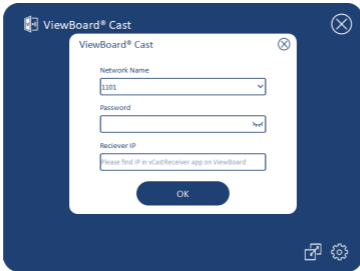 ViewBoard® Cast
ViewBoard® Cast
Network Name
1101
Password
Reciever IP
Please find IP in vCastReceiver app on ViewBoard
OK